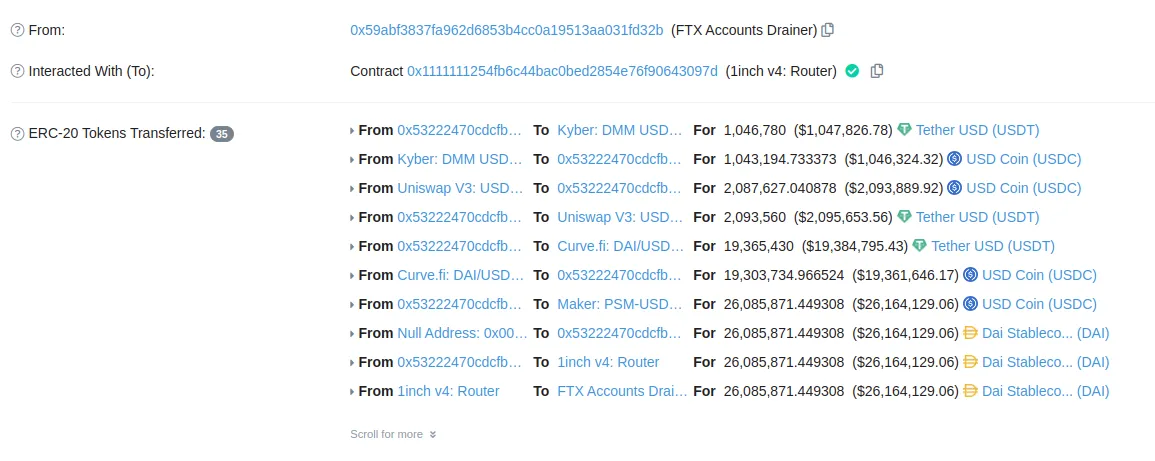 From: 0x59abf3837fa962d6853b4cc0a19513aa031fd32b (FTX Accounts Drainer)
Interacted With (To): Contract 0x1111111254fb6c44bac0bed2854e76f90643097d (1inch v4: Router)
ERC-20 Tokens Transferred: 35
From 0x53222470cdcfb... To Kyber: DMM USD... For 1,046,780 ($1,047,826.78) Tether USD (USDT)
From Kyber: DMM USD... To 0x53222470cdcfb... For 1,043,194.733373 ($1,046,324.32) USD Coin (USDC)
From Uniswap V3: USD... To 0x53222470cdcfb... For 2,087,627.040878 ($2,093,889.92) USD Coin (USDC)
From 0x53222470cdcfb... To Uniswap V3: USD... For 2,093,560 ($2,095,653.56) Tether USD (USDT)
From 0x53222470cdcfb... To Curve.fi: DAI/USD... For 19,365,430 ($19,384,795.43) Tether USD (USDT)
From Curve.fi: DAI/USD... To 0x53222470cdcfb... For 19,303,734.966524 ($19,361,646.17) USD Coin (USDC)
From 0x53222470cdcfb... To Maker: PSM-USD... For 26,085,871.449308 ($26,164,129.06) USD Coin (USDC)
From Null Address: 0x00... To 0x53222470cdcfb... For 26,085,871.449308 ($26,164,129.06) Dai Stableco... (DAI)
From 0x53222470cdcfb... To 1inch v4: Router For 26,085,871.449308 ($26,164,129.06) Dai Stableco... (DAI)
From 1inch v4: Router To FTX Accounts Drai... For 26,085,871.449308 ($26,164,129.06) Dai Stableco... (DAI)
Scroll for more